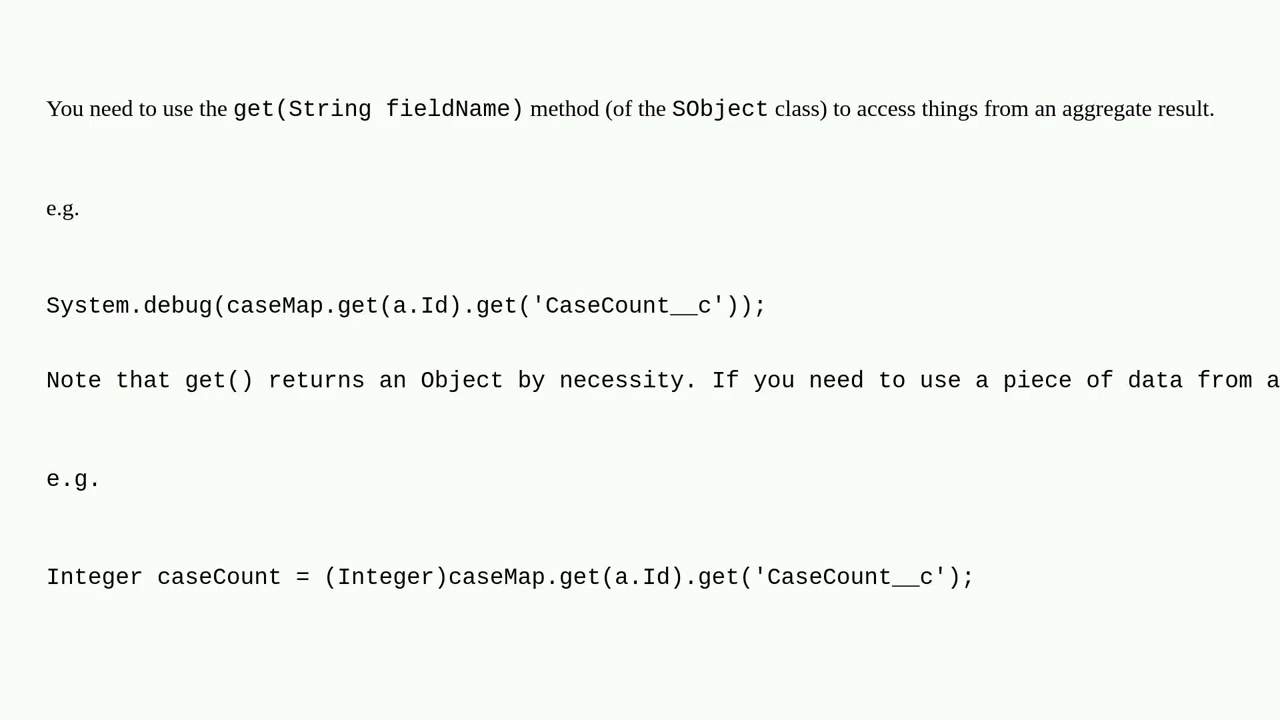 You need to use the get(String fieldName) method (of the SObject class) to access things from an aggregate result.
e.g.
System.debug(caseMap.get(a.Id).get('CaseCount__c'));
Note that get() returns an Object by necessity. If you need to use a piece of data from a
e.g.
Integer caseCount = (Integer)caseMap.get(a.Id).get('CaseCount__c');